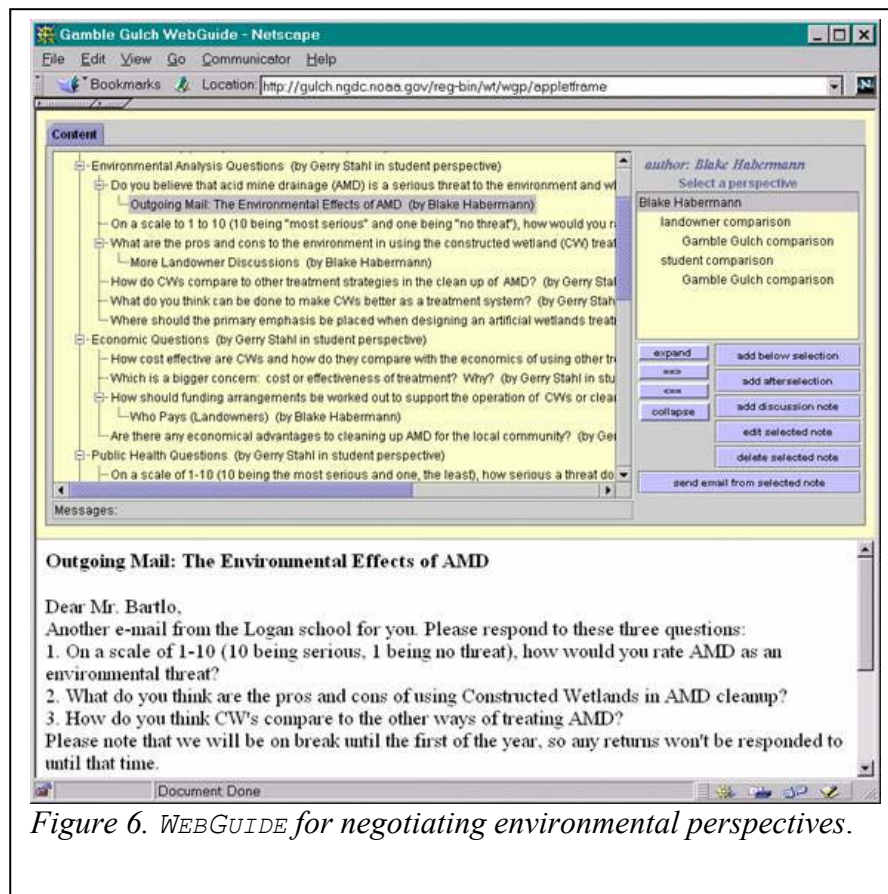 Gamble Gulch WebGuide - Netscape
File Edit View Go Communicator Help
Bookmarks Location: http://gulch.ngdc.noaa.gov/reg-bin/wt/wgp/appletframe
Content
Environmental Analysis Questions (by Gerry Stahl in student perspective)
Do you believe that acid mine drainage (AMD) is a serious threat to the environment and wl
Outgoing Mail: The Environmental Effects of AMD (by Blake Habermann)
On a scale to 1 to 10 (10 being "most serious" and one being "no threat"), how would you r
What are the pros and cons to the environment in using the constructed wetland (CW) treat
More Landowner Discussions (by Blake Habermann)
How do CWs compare to other treatment strategies in the clean up of AMD? (by Gerry Stal
What do you think can be done to make CWs better as a treatment system? (by Gerry Stah
Where should the primary emphasis be placed when designing an artificial wetlands treati
Economic Questions (by Gerry Stahl in student perspective)
How cost effective are CWs and how do they compare with the economics of using other tr
Which is a bigger concern: cost or effectiveness of treatment? Why? (by Gerry Stahl in stu
How should funding arrangements be worked out to support the operation of CWs or clea
Who Pays (Landowners) (by Blake Habermann)
Are there any economical advantages to cleaning up AMD for the local community? (by Ger
Public Health Questions (by Gerry Stahl in student perspective)
On a scale of 1-10 (10 being the most serious and one, the least), how serious a threat do
Messages:
author: Blake Habermann
Select a perspective
Blake Habermann
landowner comparison
Gamble Gulch comparison
student comparison
Gamble Gulch comparison
expand
==>
<==
collapse
add below selection
add afterselection
add discussion note
edit selected note
delete selected note
send email from selected note
Outgoing Mail: The Environmental Effects of AMD
Dear Mr. Bartlo,
Another e-mail from the Logan school for you. Please respond to these three questions:
1. On a scale of 1-10 (10 being serious, 1 being no threat), how would you rate AMD as an
environmental threat?
2. What do you think are the pros and cons of using Constructed Wetlands in AMD cleanup?
3. How do you think CW's compare to the other ways of treating AMD?
Please note that we will be on break until the first of the year, so any returns won't be responded to
until that time.
Document: Done
Figure 6. WEBGUIDE for negotiating environmental perspectives.